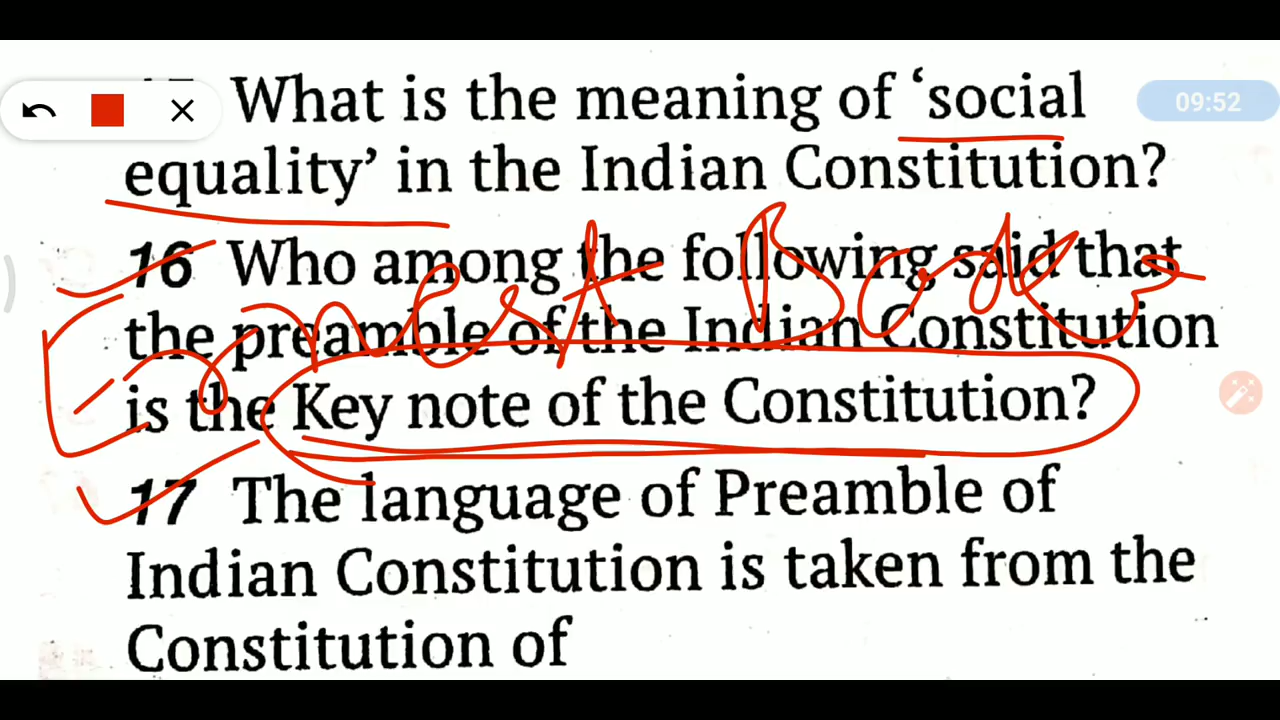 What is the meaning of ‘social
09:52
equality’ in the Indian Constitution?
16 Who among the following said that
the preamble of the Indian Constitution
is the Key note of the Constitution?
Ernest
17 The language of Preamble of
Indian Constitution is taken from the
Constitution of